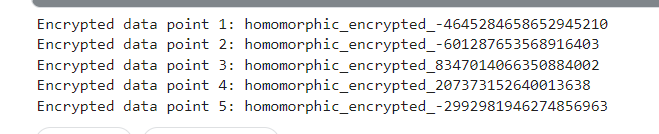 Encrypted data point 1: homomorphic_encrypted_-4645284658652945210
Encrypted data point 2: homomorphic_encrypted_-601287653568916403
Encrypted data point 3: homomorphic_encrypted_8347014066350884002
Encrypted data point 4: homomorphic_encrypted_207373152640013638
Encrypted data point 5: homomorphic_encrypted_-2992981946274856963